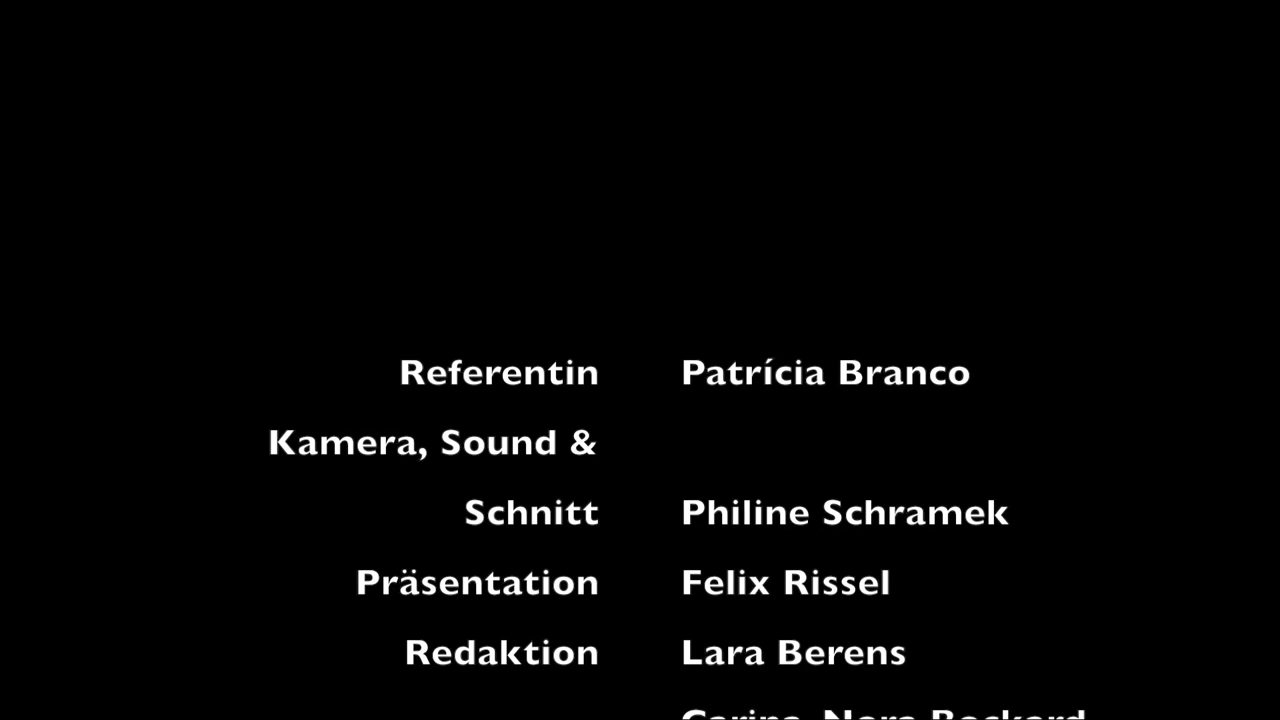 Referentin Patrícia Branco
Kamera, Sound &
Schnitt Philine Schramek
Präsentation Felix Rissel
Redaktion Lara Berens